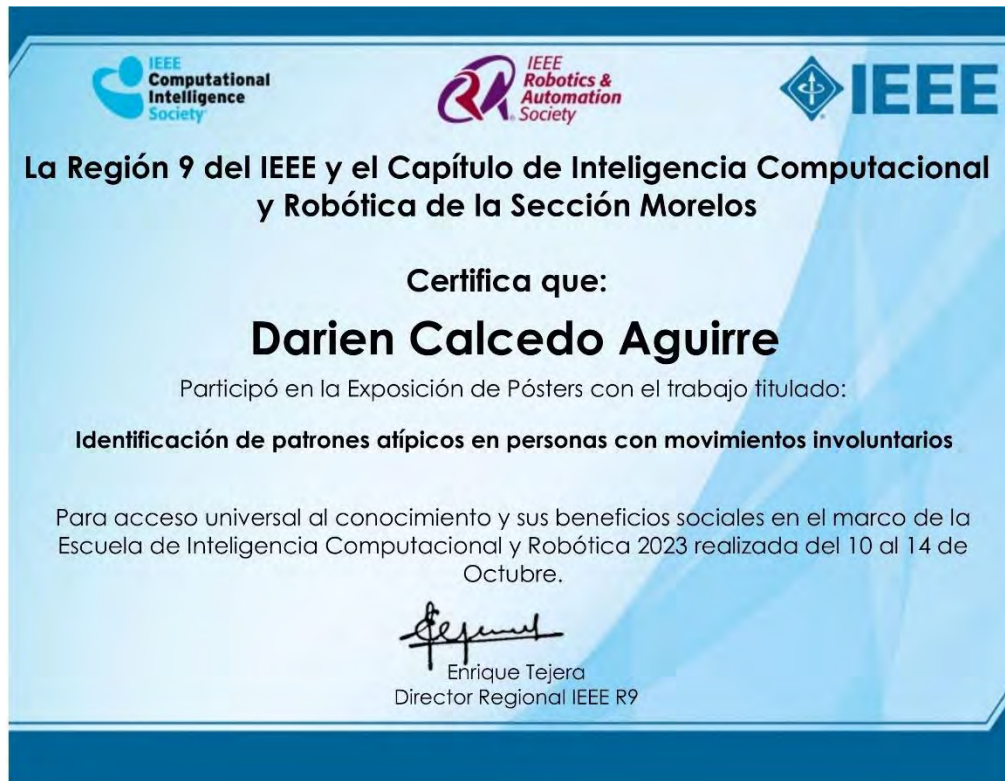 IEEE
Computational
Intelligence
Society
IEEE
Robotics &
Automation
Society
IEEE
La Región 9 del IEEE y el Capítulo de Inteligencia Computacional
y Robótica de la Sección Morelos
Certifica que:
Darien Calcedo Aguirre
Participó en la Exposición de Pósters con el trabajo titulado:
Identificación de patrones atípicos en personas con movimientos involuntarios
Para acceso universal al conocimiento y sus beneficios sociales en el marco de la
Escuela de Inteligencia Computacional y Robótica 2023 realizada del 10 al 14 de
Octubre.
Enrique Tejera
Director Regional IEEE R9